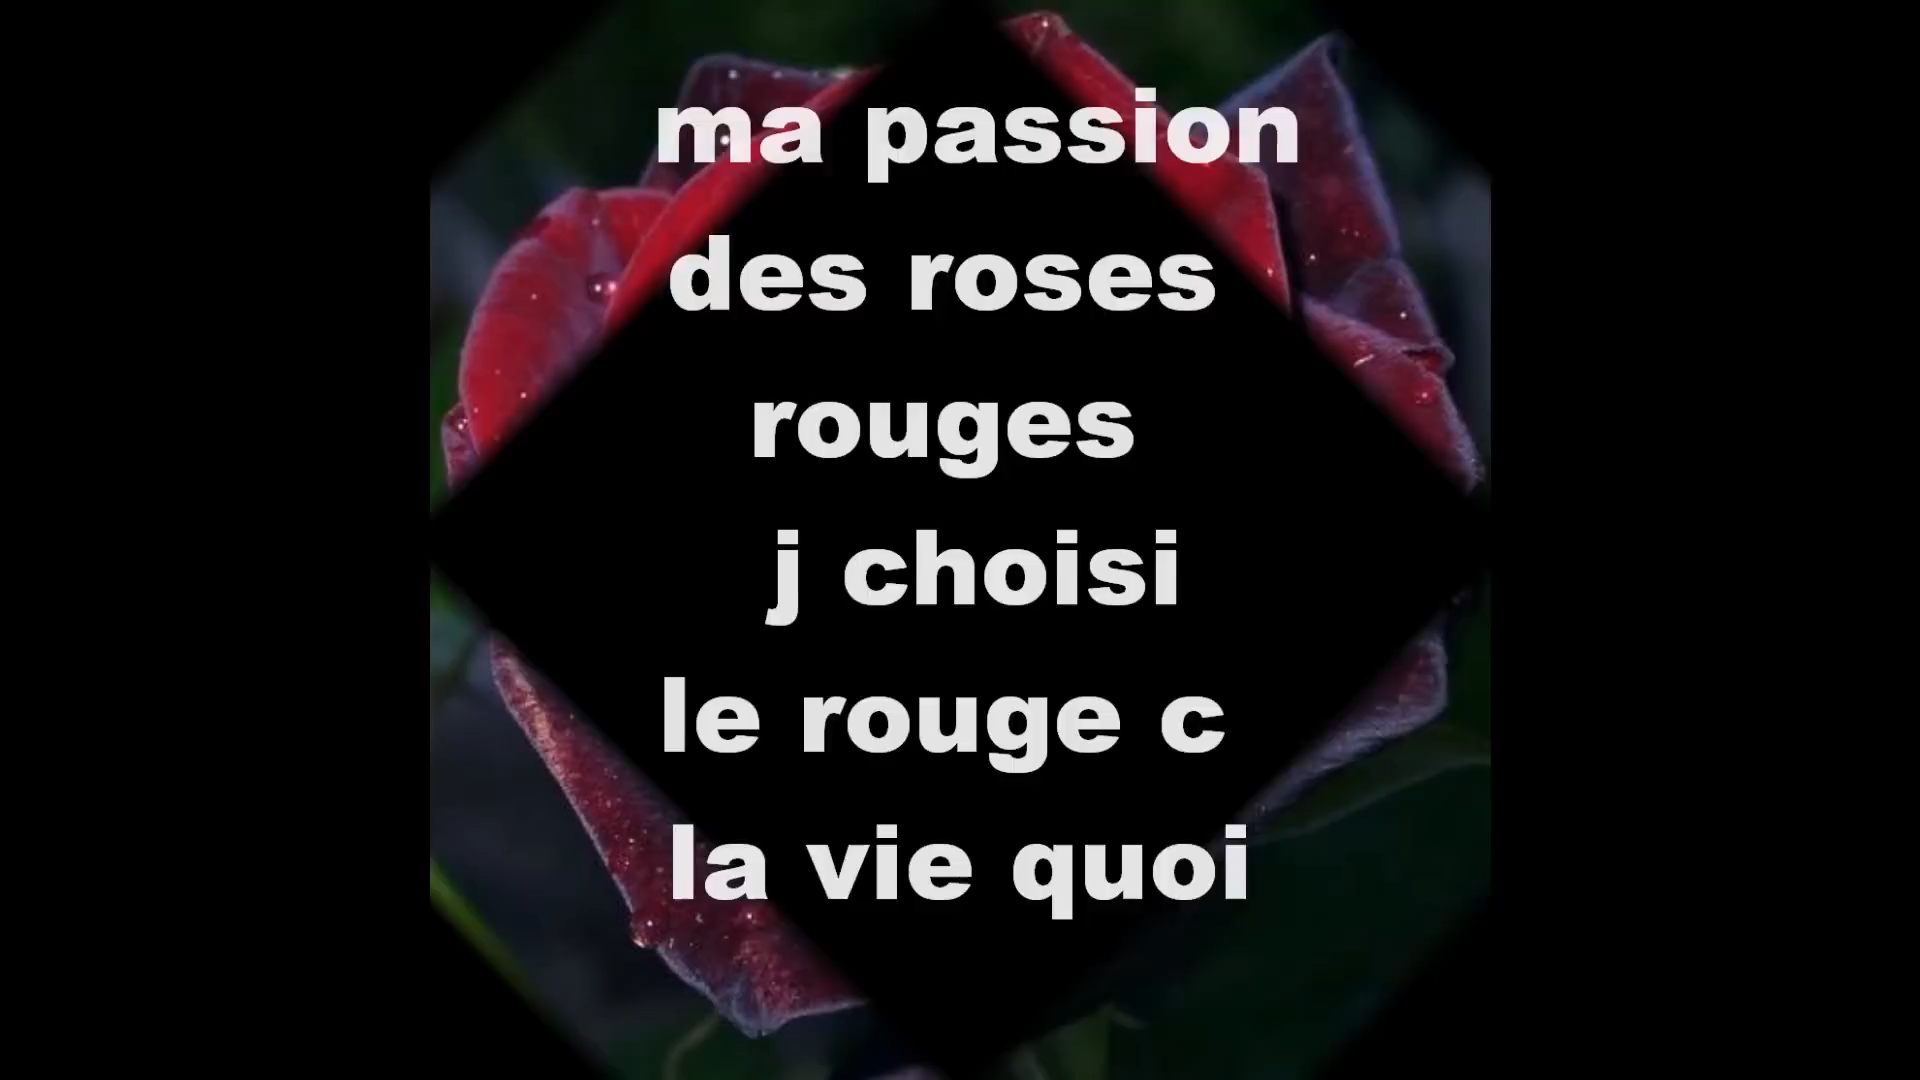 ma passion
des roses
rouges
j choisi
le rouge c
la vie quoi